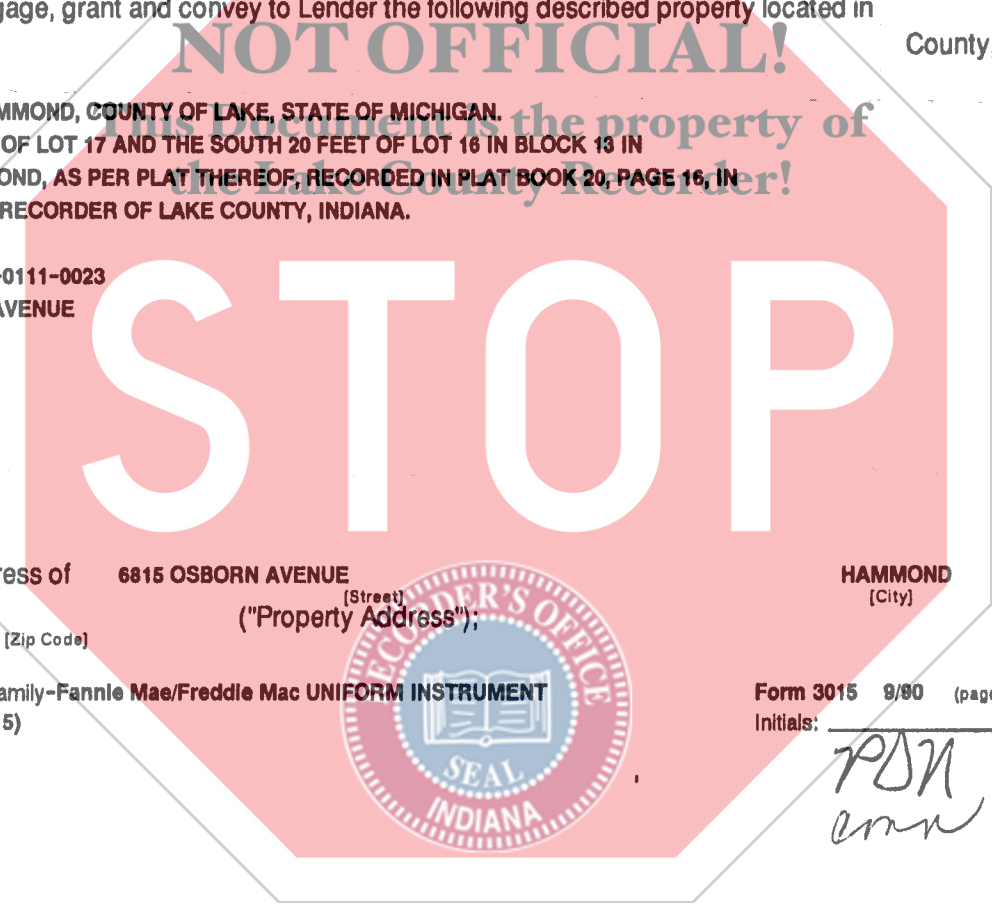 gage, grant and convey to Lender the following described property located in
NOT OFFICIAL!
County,
MMOND, COUNTY OF LAKE, STATE OF MICHIGAN.
This Document is the property of
OF LOT 17 AND THE SOUTH 20 FEET OF LOT 16 IN BLOCK 13 IN
OND, AS PER PLAT THEREOF, RECORDED IN PLAT BOOK 20, PAGE 16, IN
the Lake County Recorder!
RECORDER OF LAKE COUNTY, INDIANA.
-0111-0023
AVENUE
STOP
ress of 6815 OSBORN AVENUE HAMMOND
[Street] [City]
("Property Address");
[Zip Code]
RECORDER'S OFFICE
amily-Fannie Mae/Freddie Mac UNIFORM INSTRUMENT Form 3015 9/90 (page
5) Initials:
SEAL
INDIANA